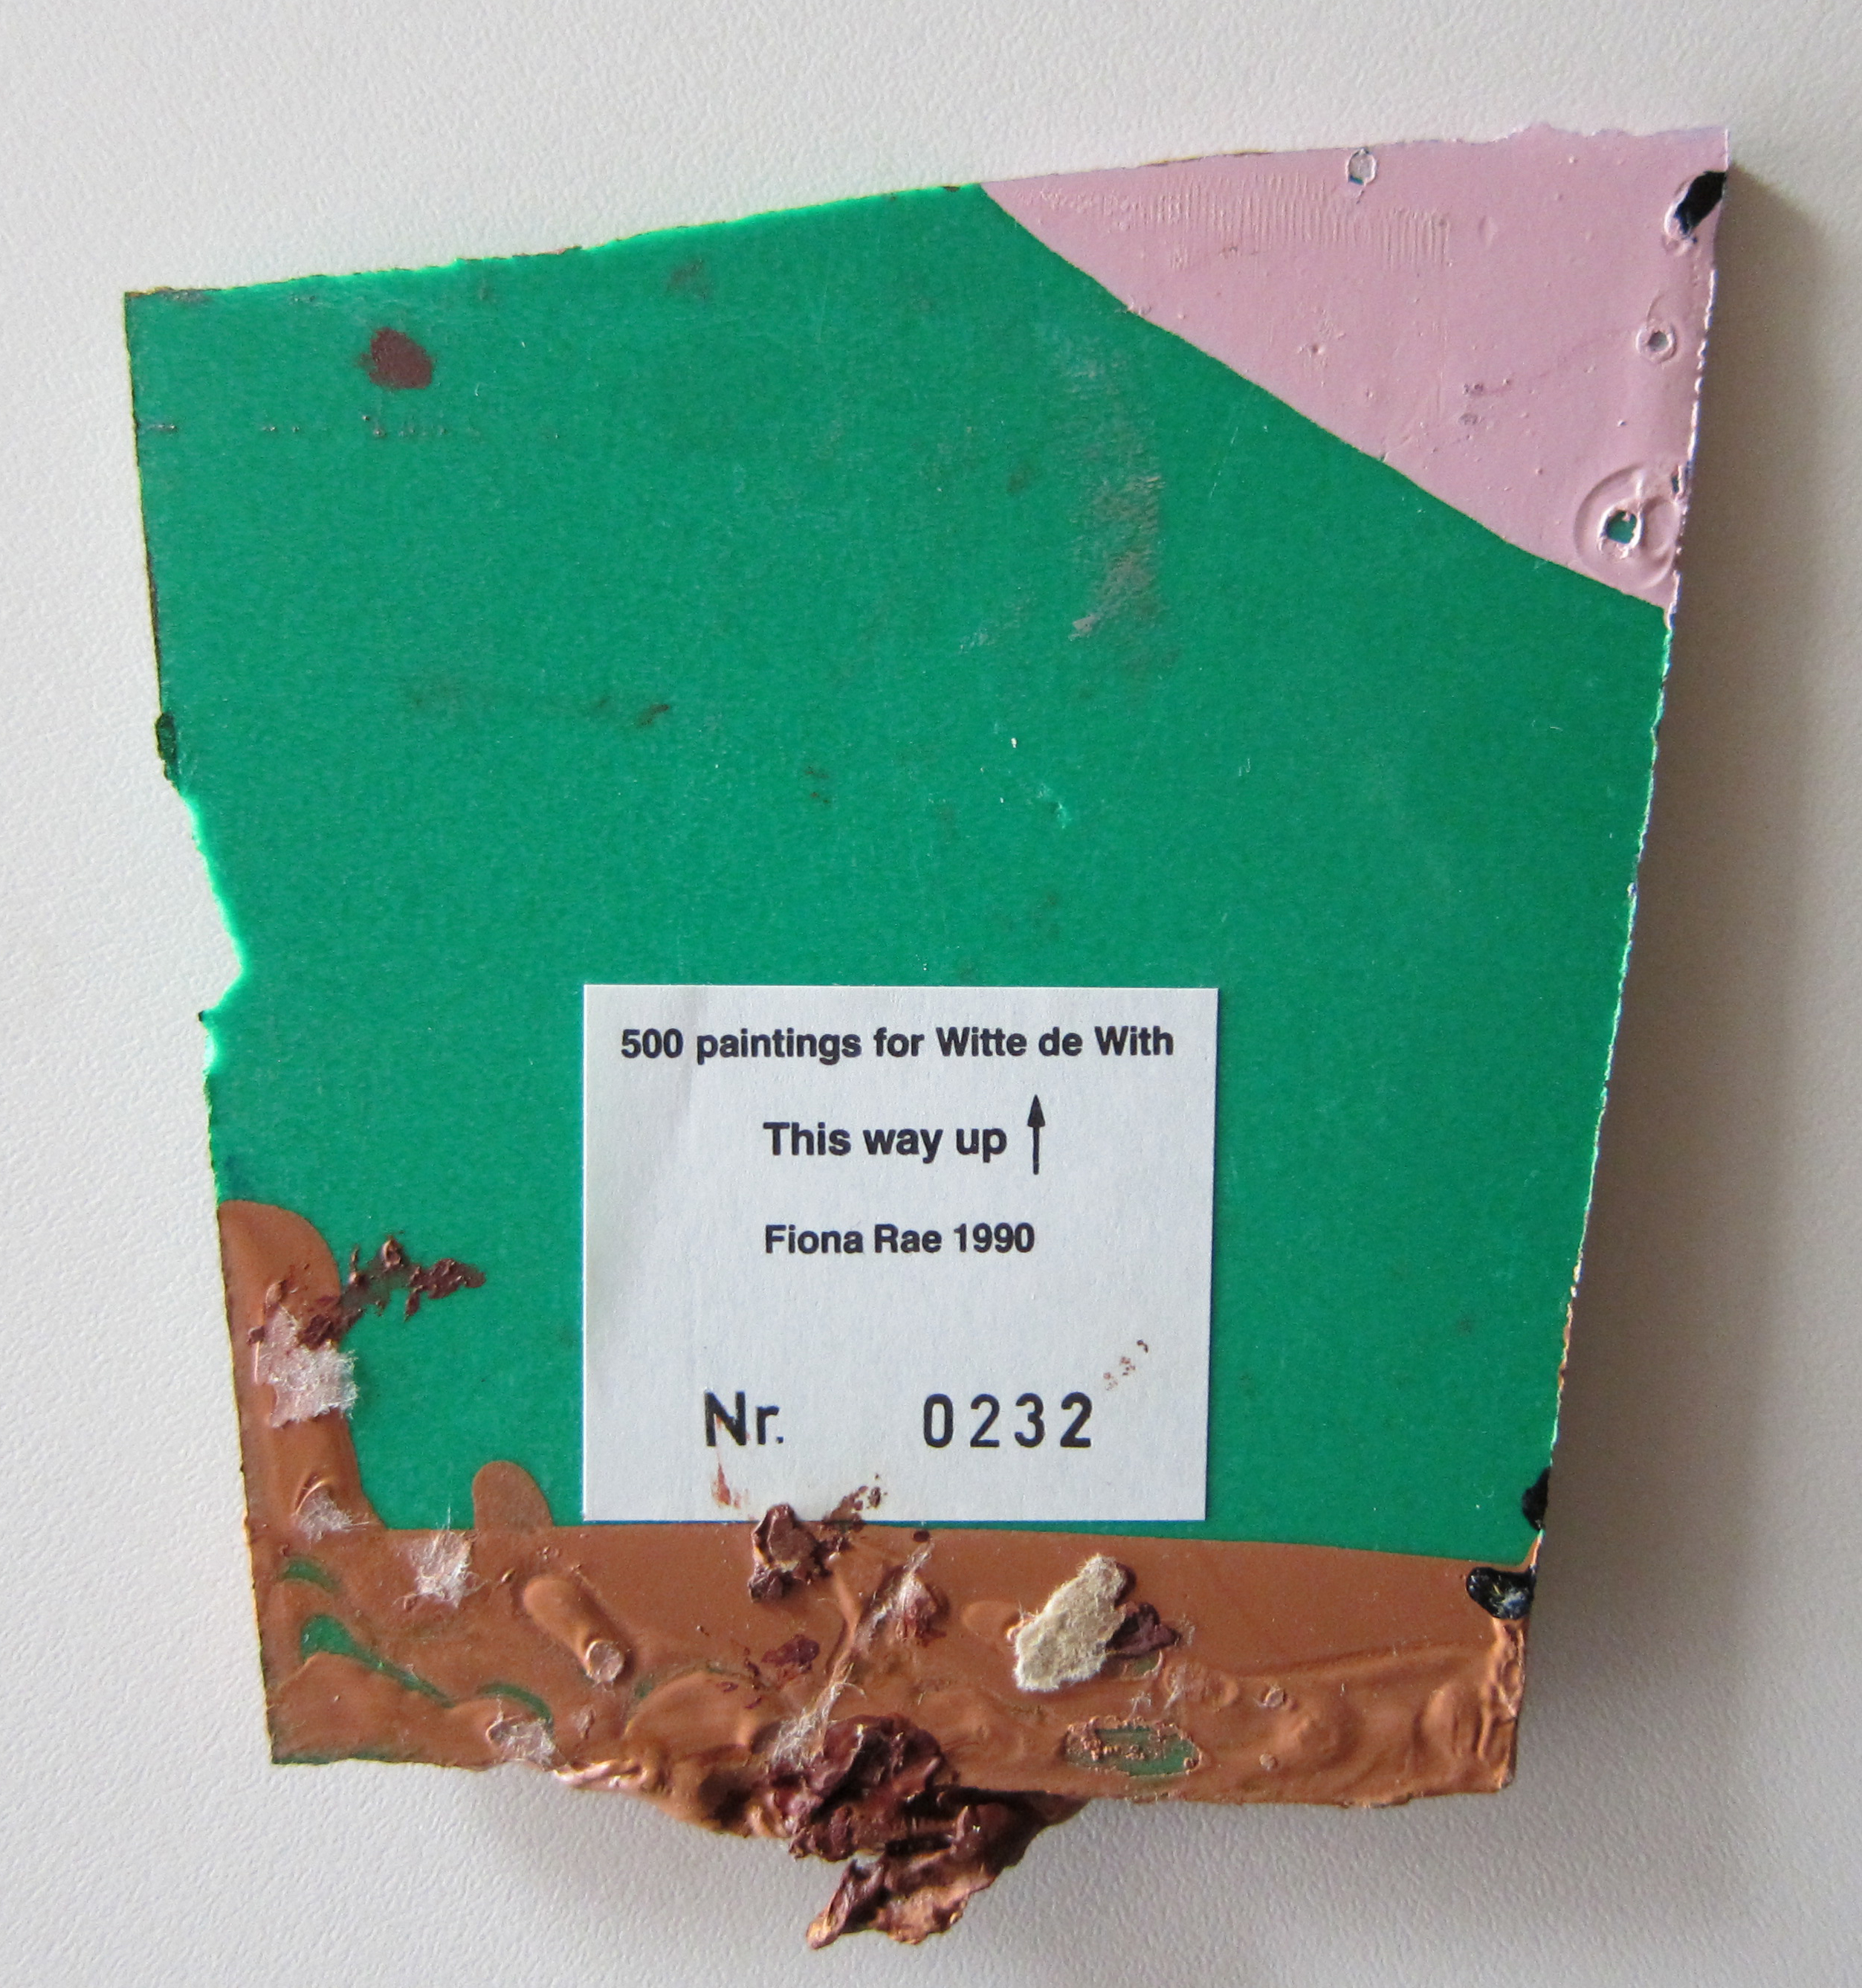 500 paintings for Witte de With
This way up ↑
Fiona Rae 1990
Nr. 0232